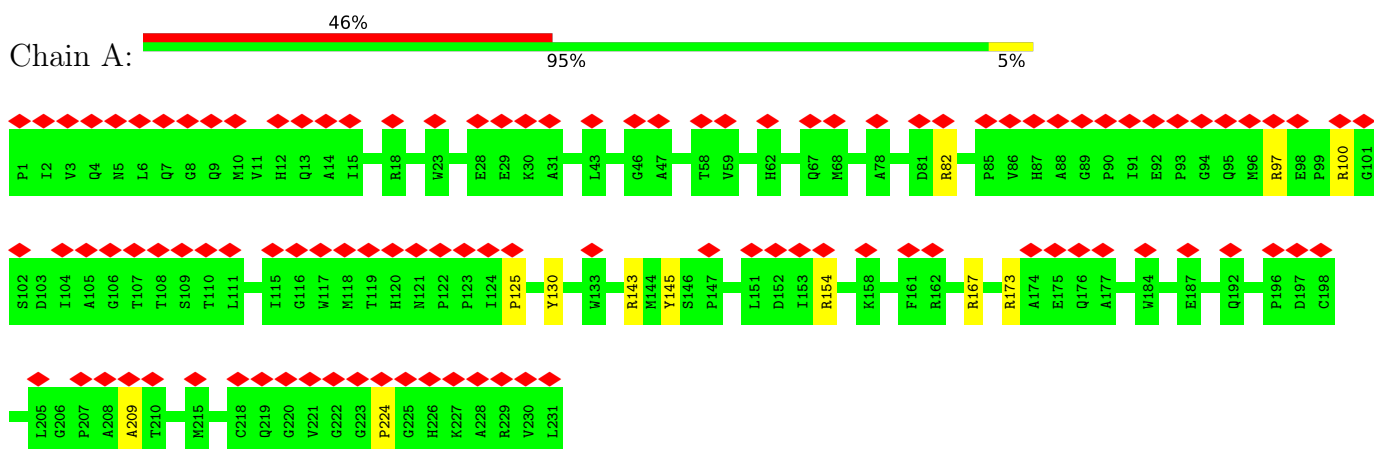 46%
Chain A:
95% 5%
P1 I2 V3 Q4 N5 L6 Q7 G8 Q9 M10 V11 H12 Q13 A14 I15 R18 W23 E28 E29 K30 A31 L43 G46 A47 T58 V59 H62 Q67 M68 A78 D81 R82 P85 V86 H87 A88 G89 P90 I91 E92 P93 G94 Q95 M96 R97 E98 P99 R100 G101
S102 D103 I104 A105 G106 T107 T108 S109 T110 L111 I115 G116 W117 M118 T119 H120 N121 P122 P123 I124 P125 Y130 W133 R143 M144 Y145 S146 P147 L151 D152 I153 R154 K158 F161 R162 R167 R173 A174 E175 Q176 A177 W184 E187 Q192 P196 D197 C198
L205 G206 P207 A208 A209 T210 M215 C218 Q219 G220 V221 G222 G223 P224 G225 H226 K227 A228 R229 V230 L231